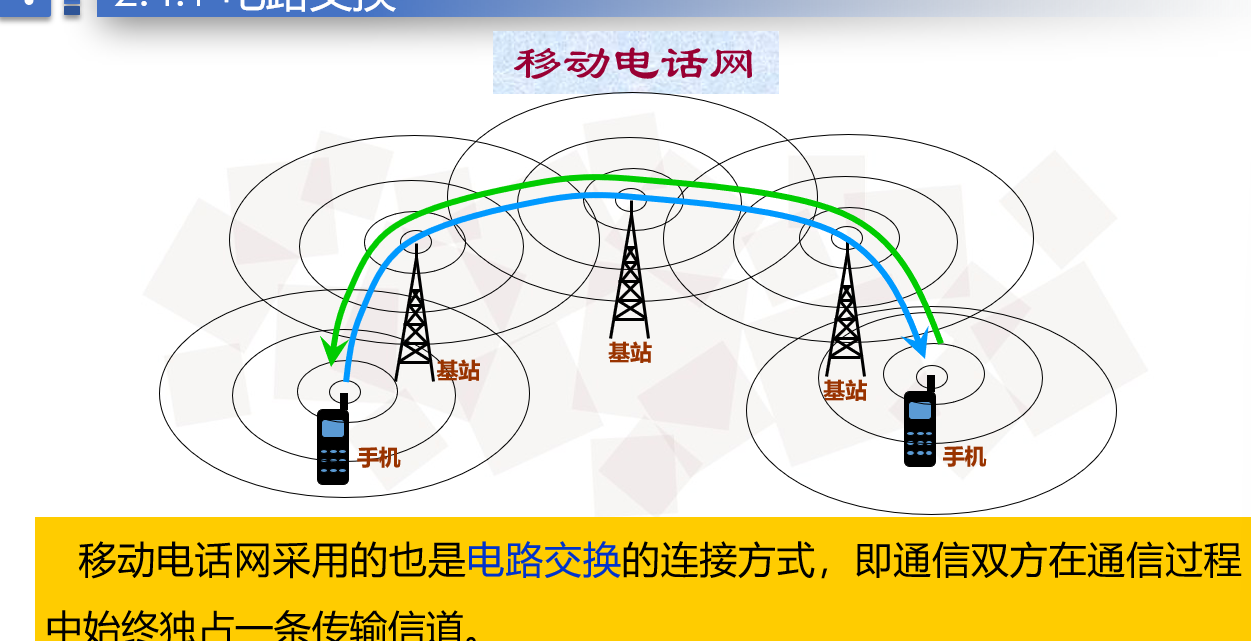 2.4.1 电路交换
移动电话网
基站
基站
基站
手机
手机
移动电话网采用的也是电路交换的连接方式，即通信双方在通信过程
中始终独占一条传输信道。